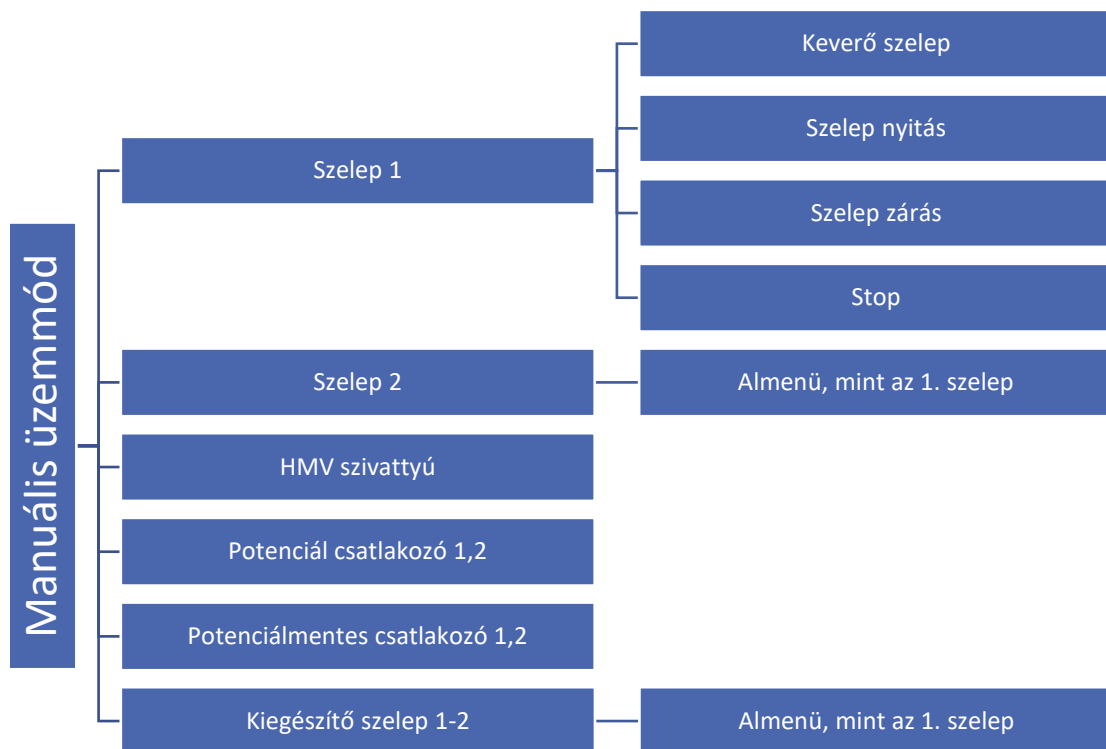 Manuális üzemmód
Szelep 1
Keverő szelep
Szelep nyitás
Szelep zárás
Stop
Szelep 2
Almenü, mint az 1. szelep
HMV szivattyú
Potenciál csatlakozó 1,2
Potenciálmentes csatlakozó 1,2
Kiegészítő szelep 1-2
Almenü, mint az 1. szelep